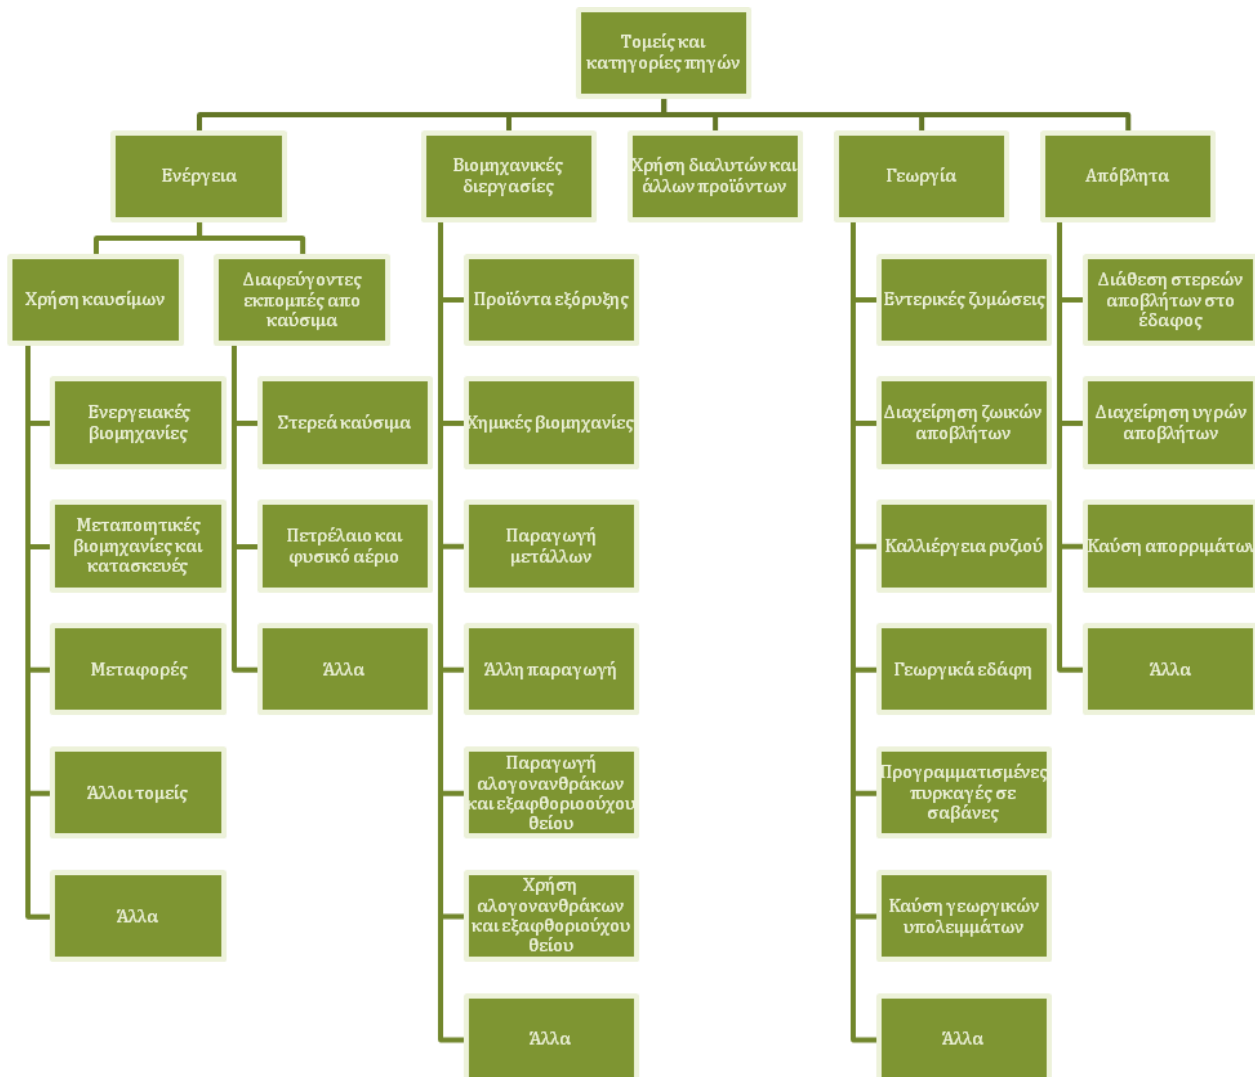 Τομείς και
κατηγορίες πηγών
Ενέργεια
Βιομηχανικές
διεργασίες
Χρήση διαλυτών και
άλλων προϊόντων
Γεωργία
Απόβλητα
Χρήση καυσίμων
Διαφεύγοντες
εκπομπές απο
καύσιμα
Προϊόντα εξόρυξης
Εντερικές ζυμώσεις
Διάθεση στερεών
αποβλήτων στο
έδαφος
Ενεργειακές
βιομηχανίες
Στερεά καύσιμα
Χημικές βιομηχανίες
Διαχείρηση ζωικών
αποβλήτων
Διαχείρηση υγρών
αποβλήτων
Μεταποιητικές
βιομηχανίες και
κατασκευές
Πετρέλαιο και
φυσικό αέριο
Παραγωγή
μετάλλων
Καλλιέργεια ρυζιού
Καύση απορριμάτων
Μεταφορές
Άλλα
Άλλη παραγωγή
Γεωργικά εδάφη
Άλλα
Άλλοι τομείς
Παραγωγή
αλογονανθράκων
και εξαφθοριοούχου
θείου
Προγραμματισμένες
πυρκαγές σε
σαβάνες
Άλλα
Χρήση
αλογονανθράκων
και εξαφθοριούχου
θείου
Καύση γεωργικών
υπολειμμάτων
Άλλα
Άλλα